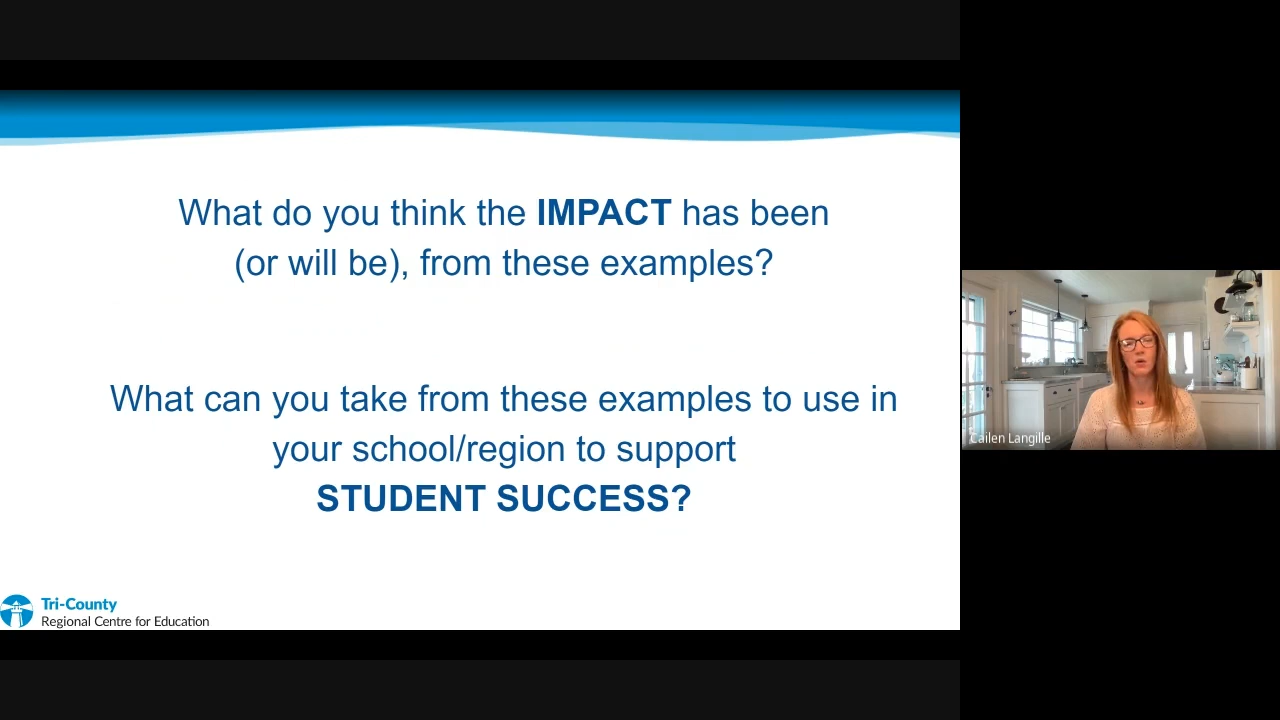 What do you think the IMPACT has been
(or will be), from these examples?
What can you take from these examples to use in
your school/region to support
STUDENT SUCCESS?
Tri-County
Regional Centre for Education
Cailen Langille